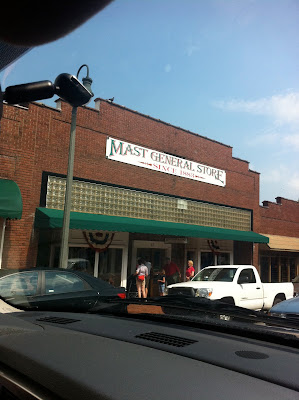 MAST GENERAL STORE
SINCE 1883